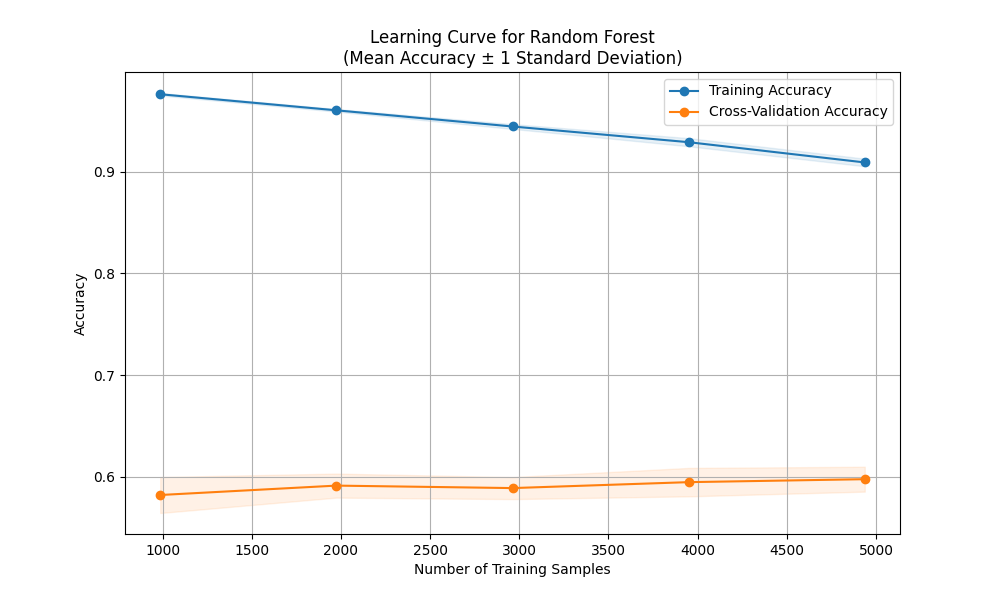 Learning Curve for Random Forest
(Mean Accuracy ± 1 Standard Deviation)
Training Accuracy
Cross-Validation Accuracy
Accuracy
0.9
0.8
0.7
0.6
1000 1500 2000 2500 3000 3500 4000 4500 5000
Number of Training Samples